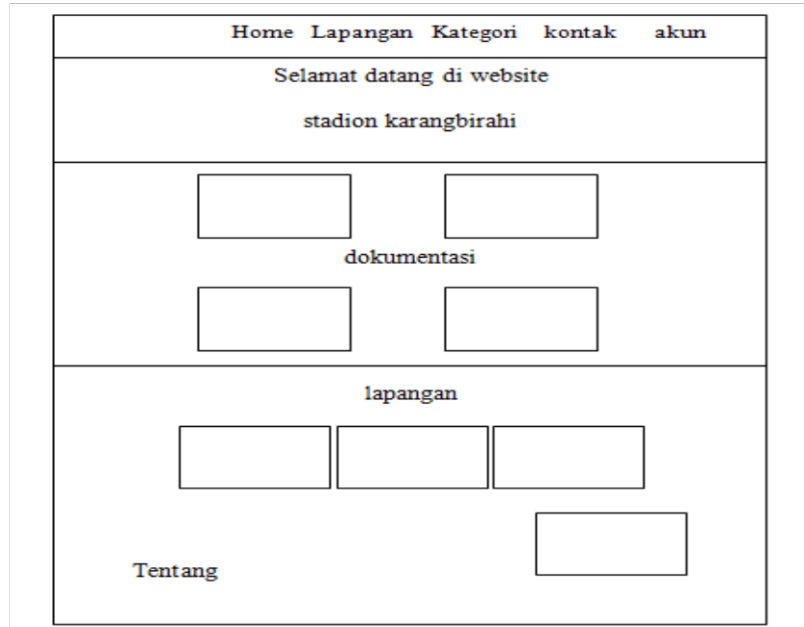 Home Lapangan Kategori kontak akun
Selamat datang di website
stadion karangbirahi
dokumentasi
lapangan
Tentang